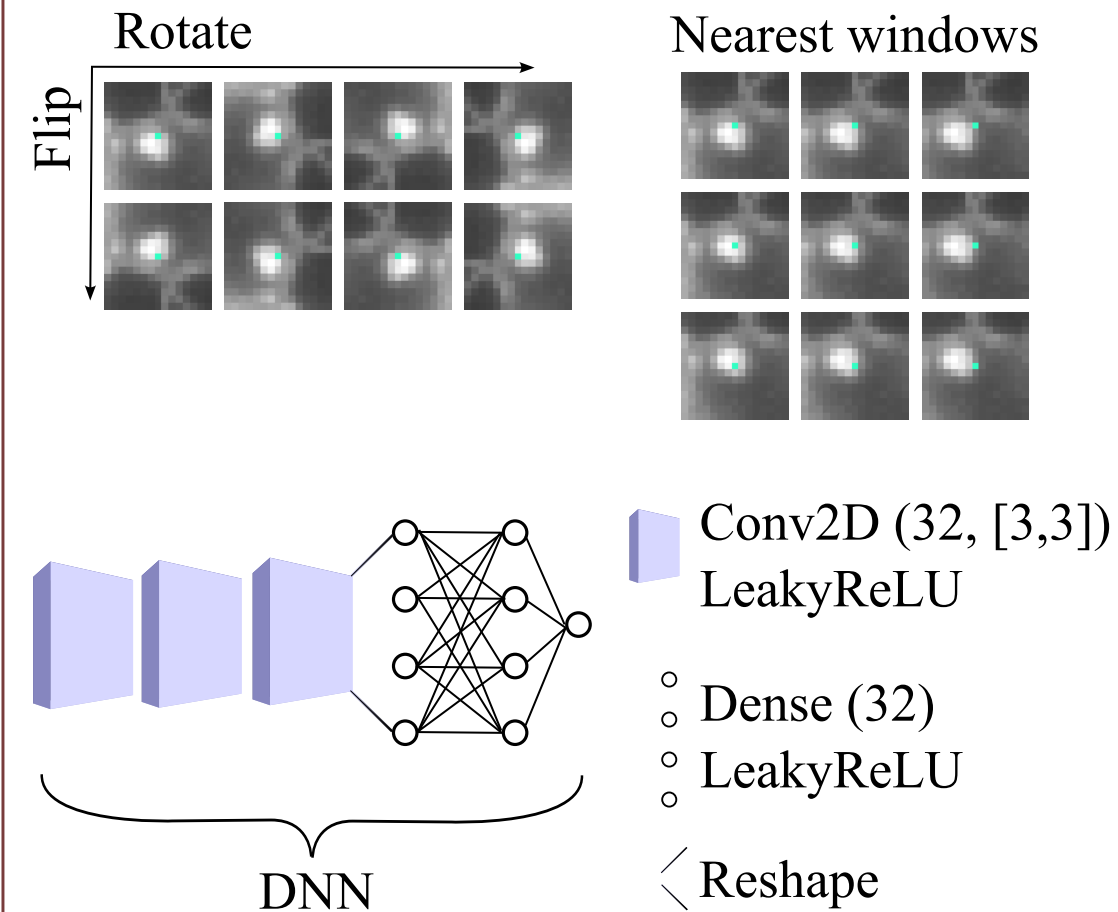 Rotate
Flip
Nearest windows
Conv2D (32, [3,3])
LeakyReLU
Dense (32)
LeakyReLU
Reshape
DNN